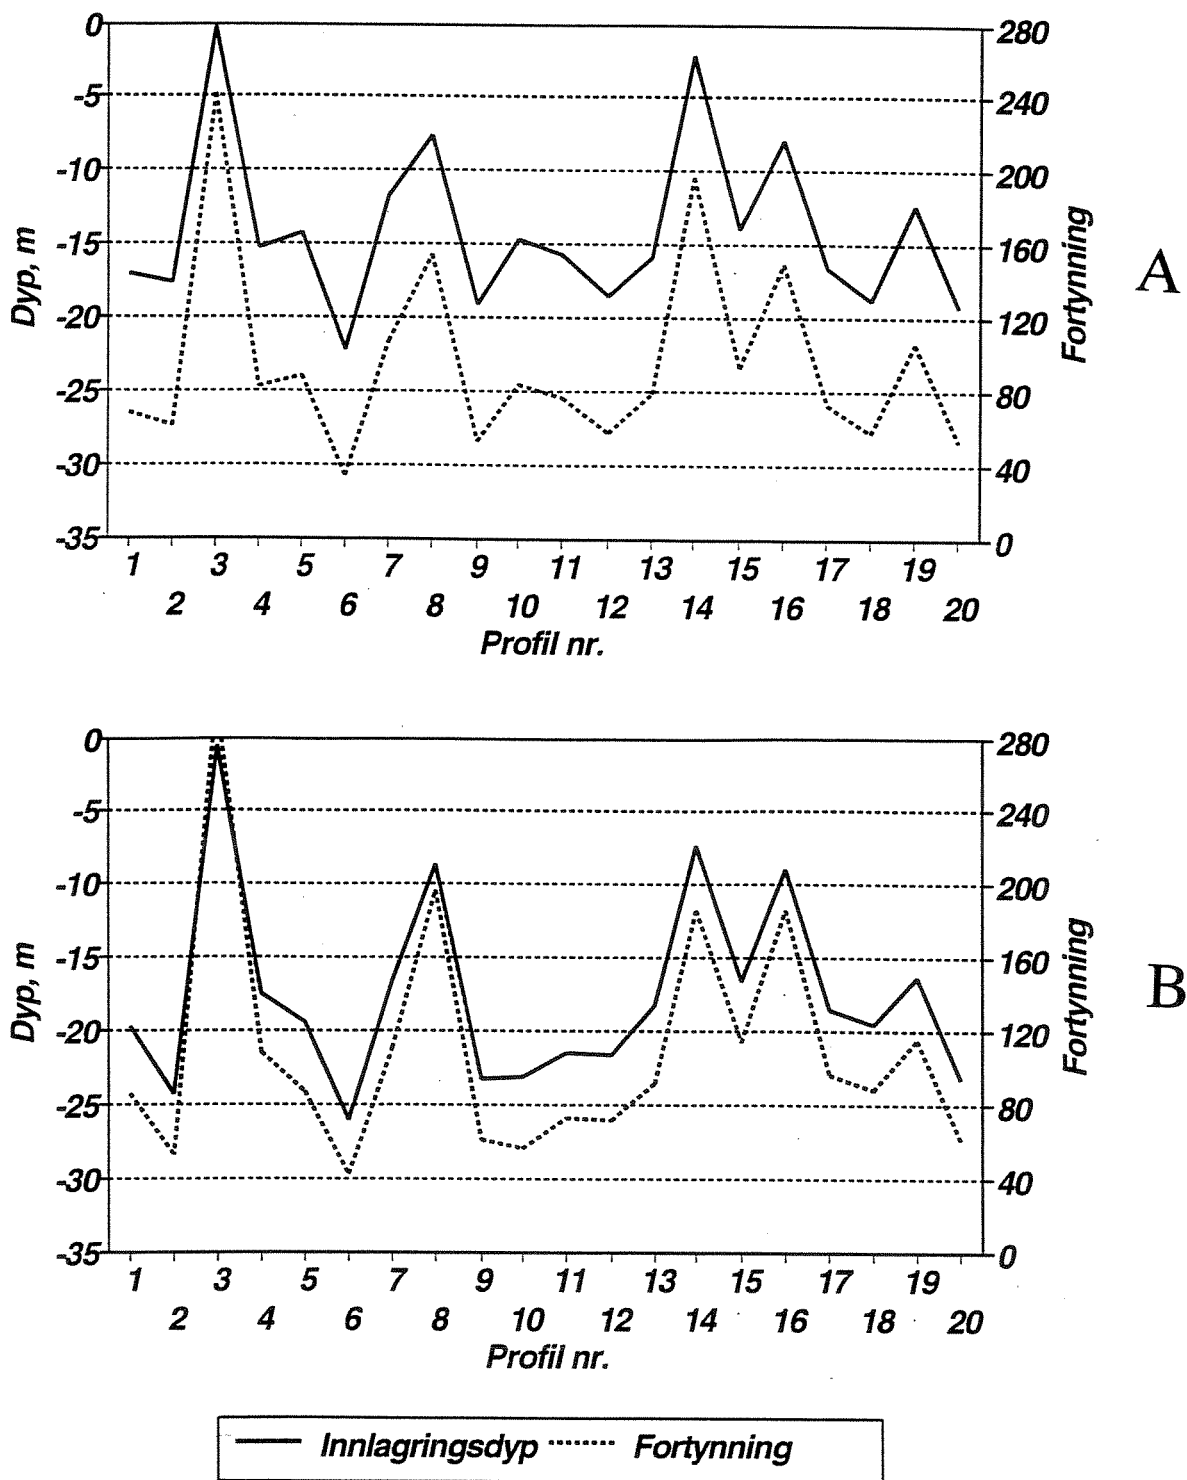 0 280
-5 240
-10 200
-15 160
-20 120
-25 80
-30 40
-35 0
Dyp, m
Fortynning
A
1 3 5 7 9 11 13 15 17 19
2 4 6 8 10 12 14 16 18 20
Profil nr.
0 280
-5 240
-10 200
-15 160
-20 120
-25 80
-30 40
-35 0
Dyp, m
Fortynning
B
1 3 5 7 9 11 13 15 17 19
2 4 6 8 10 12 14 16 18 20
Profil nr.
Innlagringsdyp Fortynning